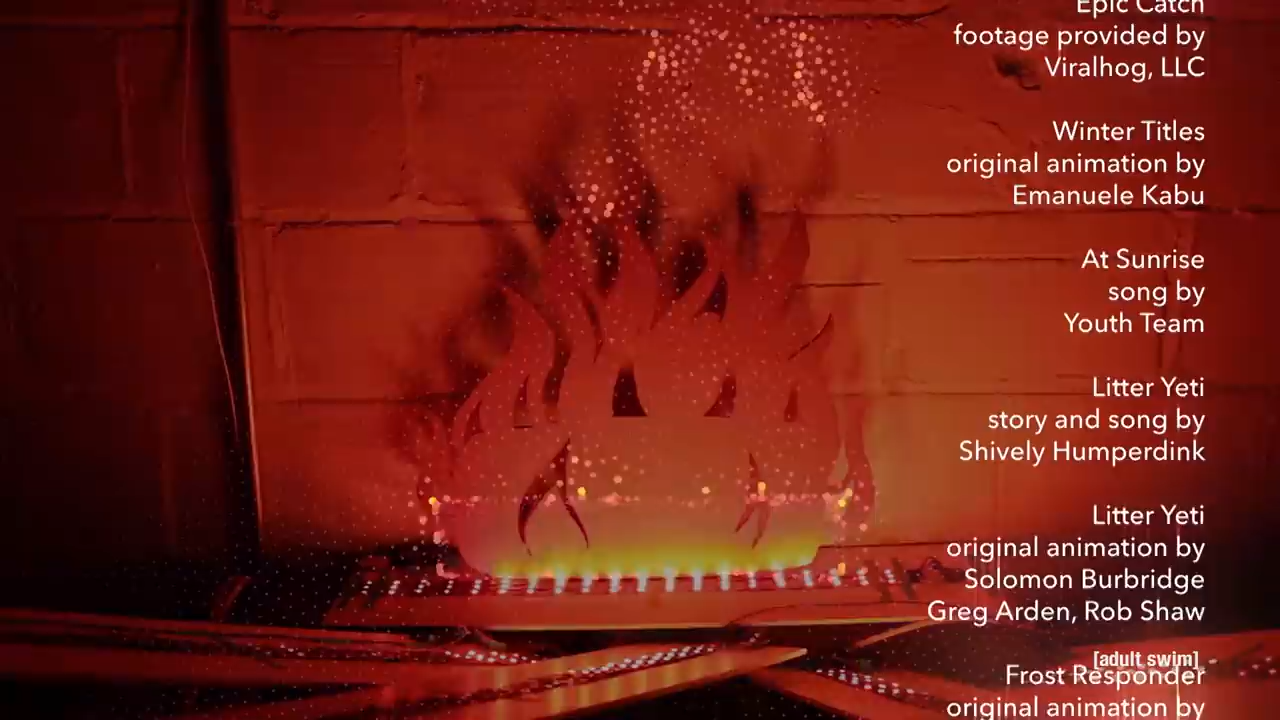 Epic Catch
footage provided by
Viralhog, LLC
Winter Titles
original animation by
Emanuele Kabu
At Sunrise
song by
Youth Team
Litter Yeti
story and song by
Shively Humperdink
Litter Yeti
original animation by
Solomon Burbridge
Greg Arden, Rob Shaw
[adult swim]
Frost Responder
original animation by